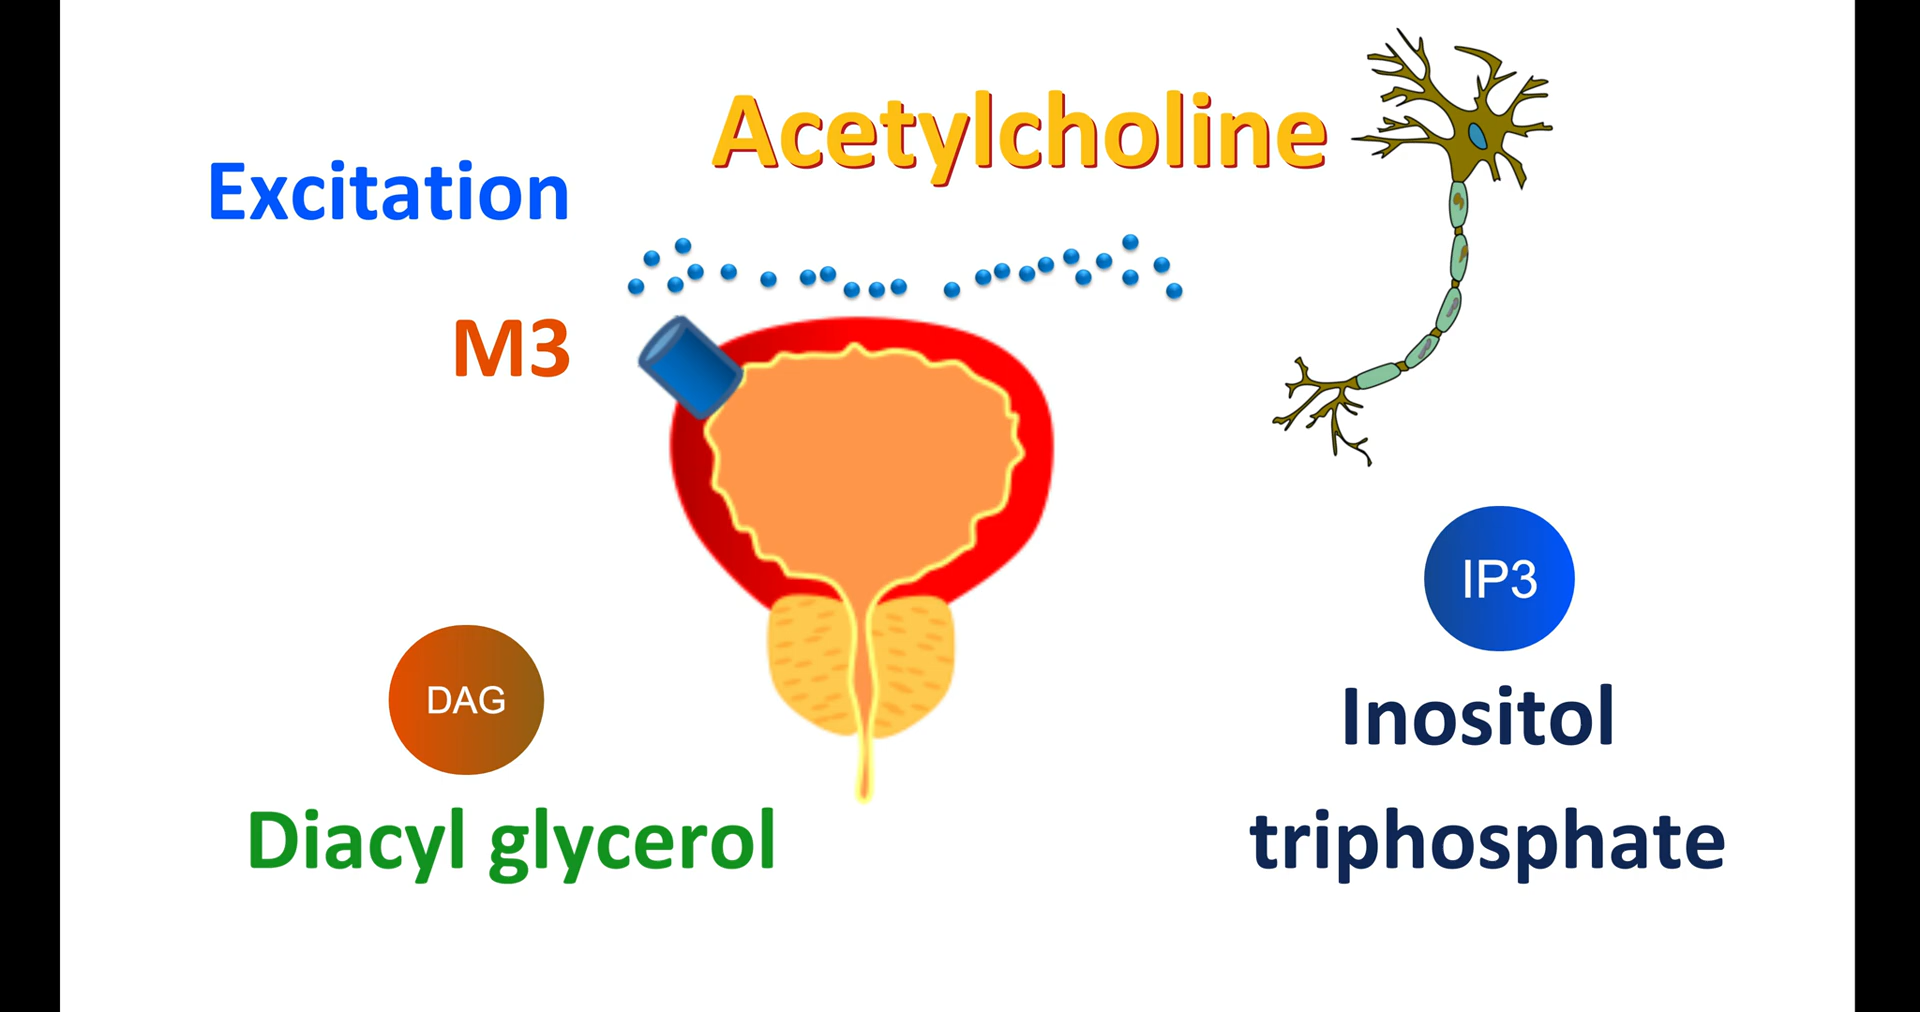 Acetylcholine
Excitation
M3
IP3
DAG
Inositol
triphosphate
Diacyl glycerol